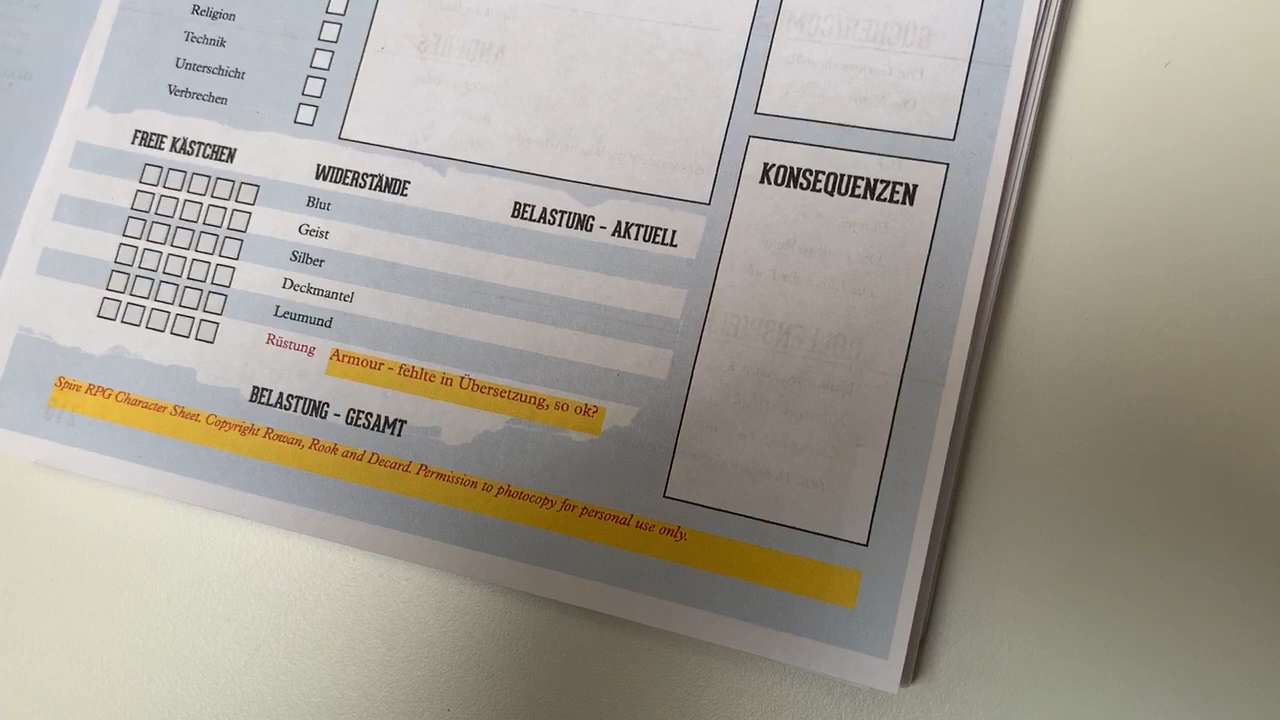 Religion
Technik
Unterschicht
Verbrechen
FREIE KÄSTCHEN
WIDERSTÄNDE
BELASTUNG - AKTUELL
Blut
Geist
Silber
Deckmantel
Leumund
Rüstung Armour - fehlte in Übersetzung, so ok?
BELASTUNG - GESAMT
Spire RPG Character Sheet. Copyright Rowan, Rook and Decard. Permission to photocopy for personal use only.
KONSEQUENZEN